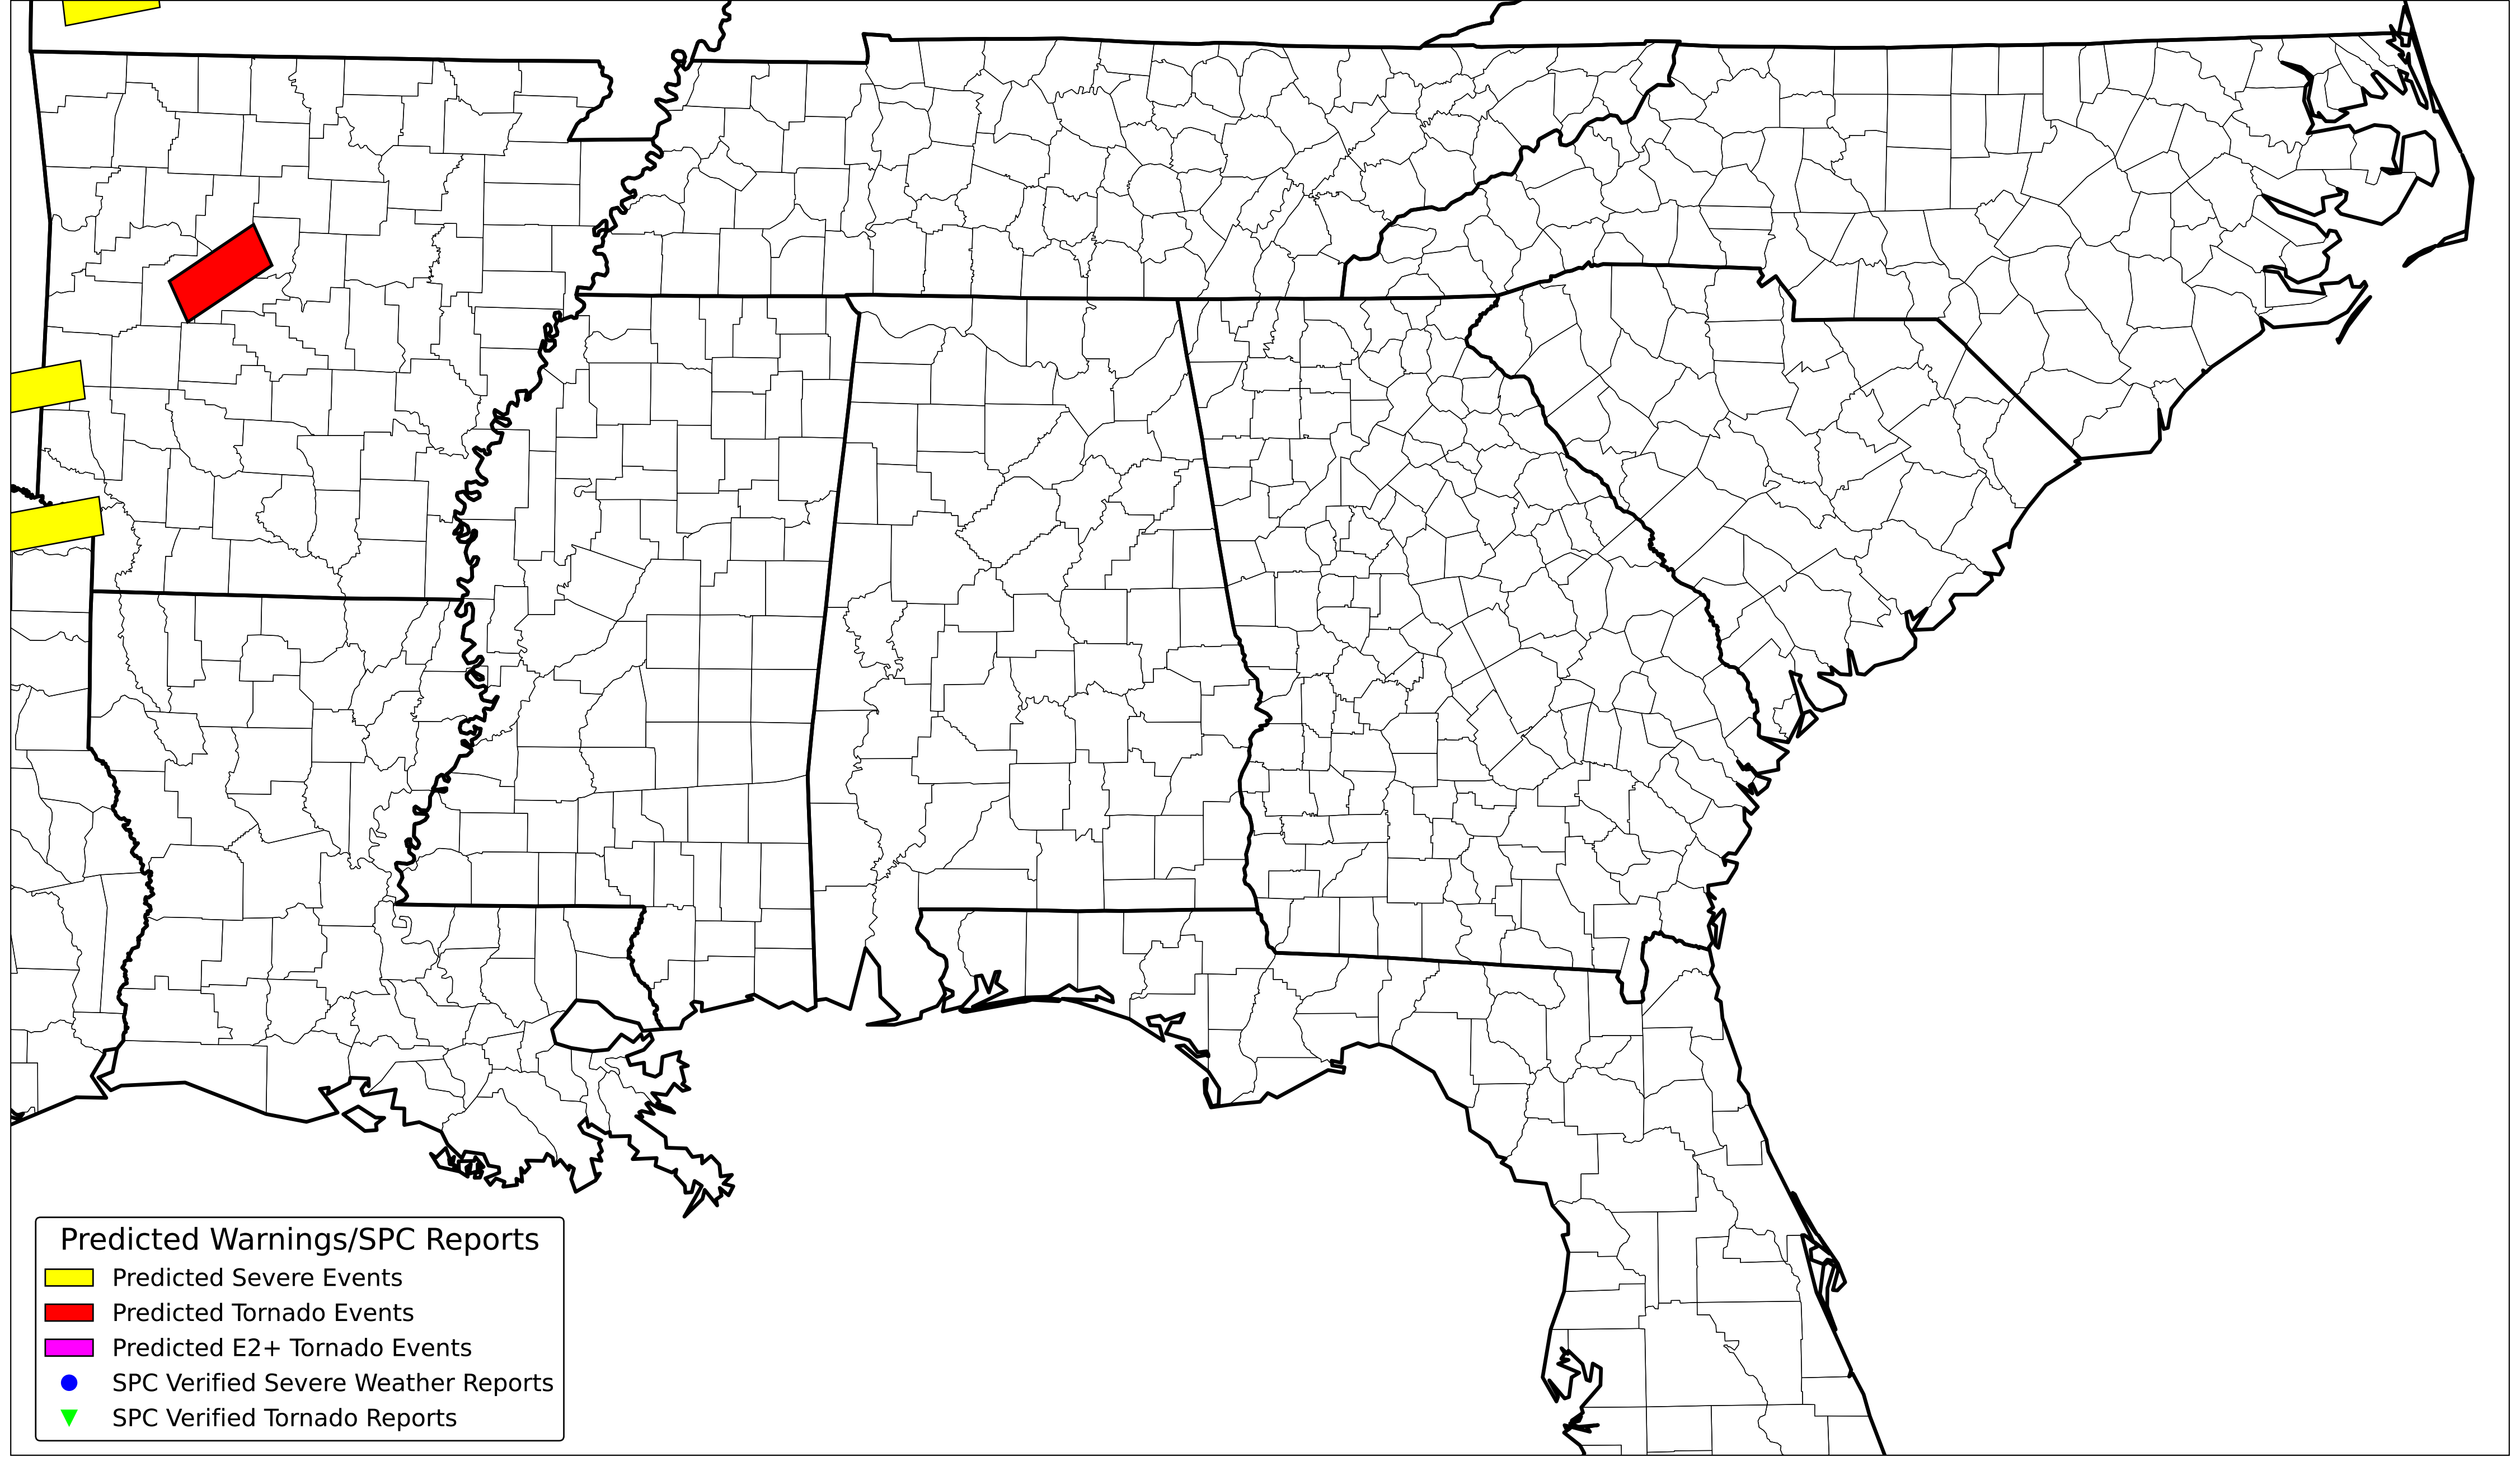 Predicted Warnings/SPC Reports
Predicted Severe Events
Predicted Tornado Events
Predicted E2+ Tornado Events
SPC Verified Severe Weather Reports
SPC Verified Tornado Reports